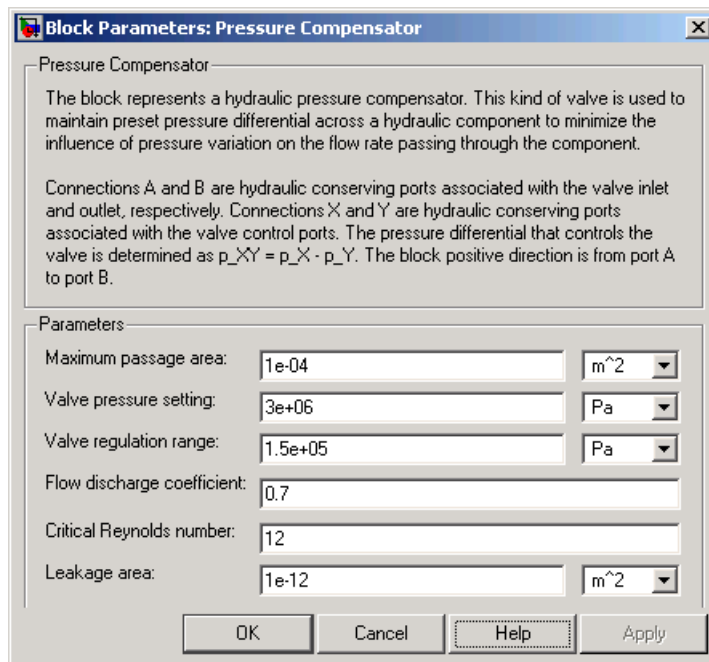 Block Parameters: Pressure Compensator
Pressure Compensator
The block represents a hydraulic pressure compensator. This kind of valve is used to
maintain preset pressure differential across a hydraulic component to minimize the
influence of pressure variation on the flow rate passing through the component.
Connections A and B are hydraulic conserving ports associated with the valve inlet
and outlet, respectively. Connections X and Y are hydraulic conserving ports
associated with the valve control ports. The pressure differential that controls the
valve is determined as p_XY = p_X - p_Y. The block positive direction is from port A
to port B.
Parameters
Maximum passage area: 1e-04 m^2
Valve pressure setting: 3e+06 Pa
Valve regulation range: 1.5e+05 Pa
Flow discharge coefficient: 0.7
Critical Reynolds number: 12
Leakage area: 1e-12 m^2
OK Cancel Help Apply